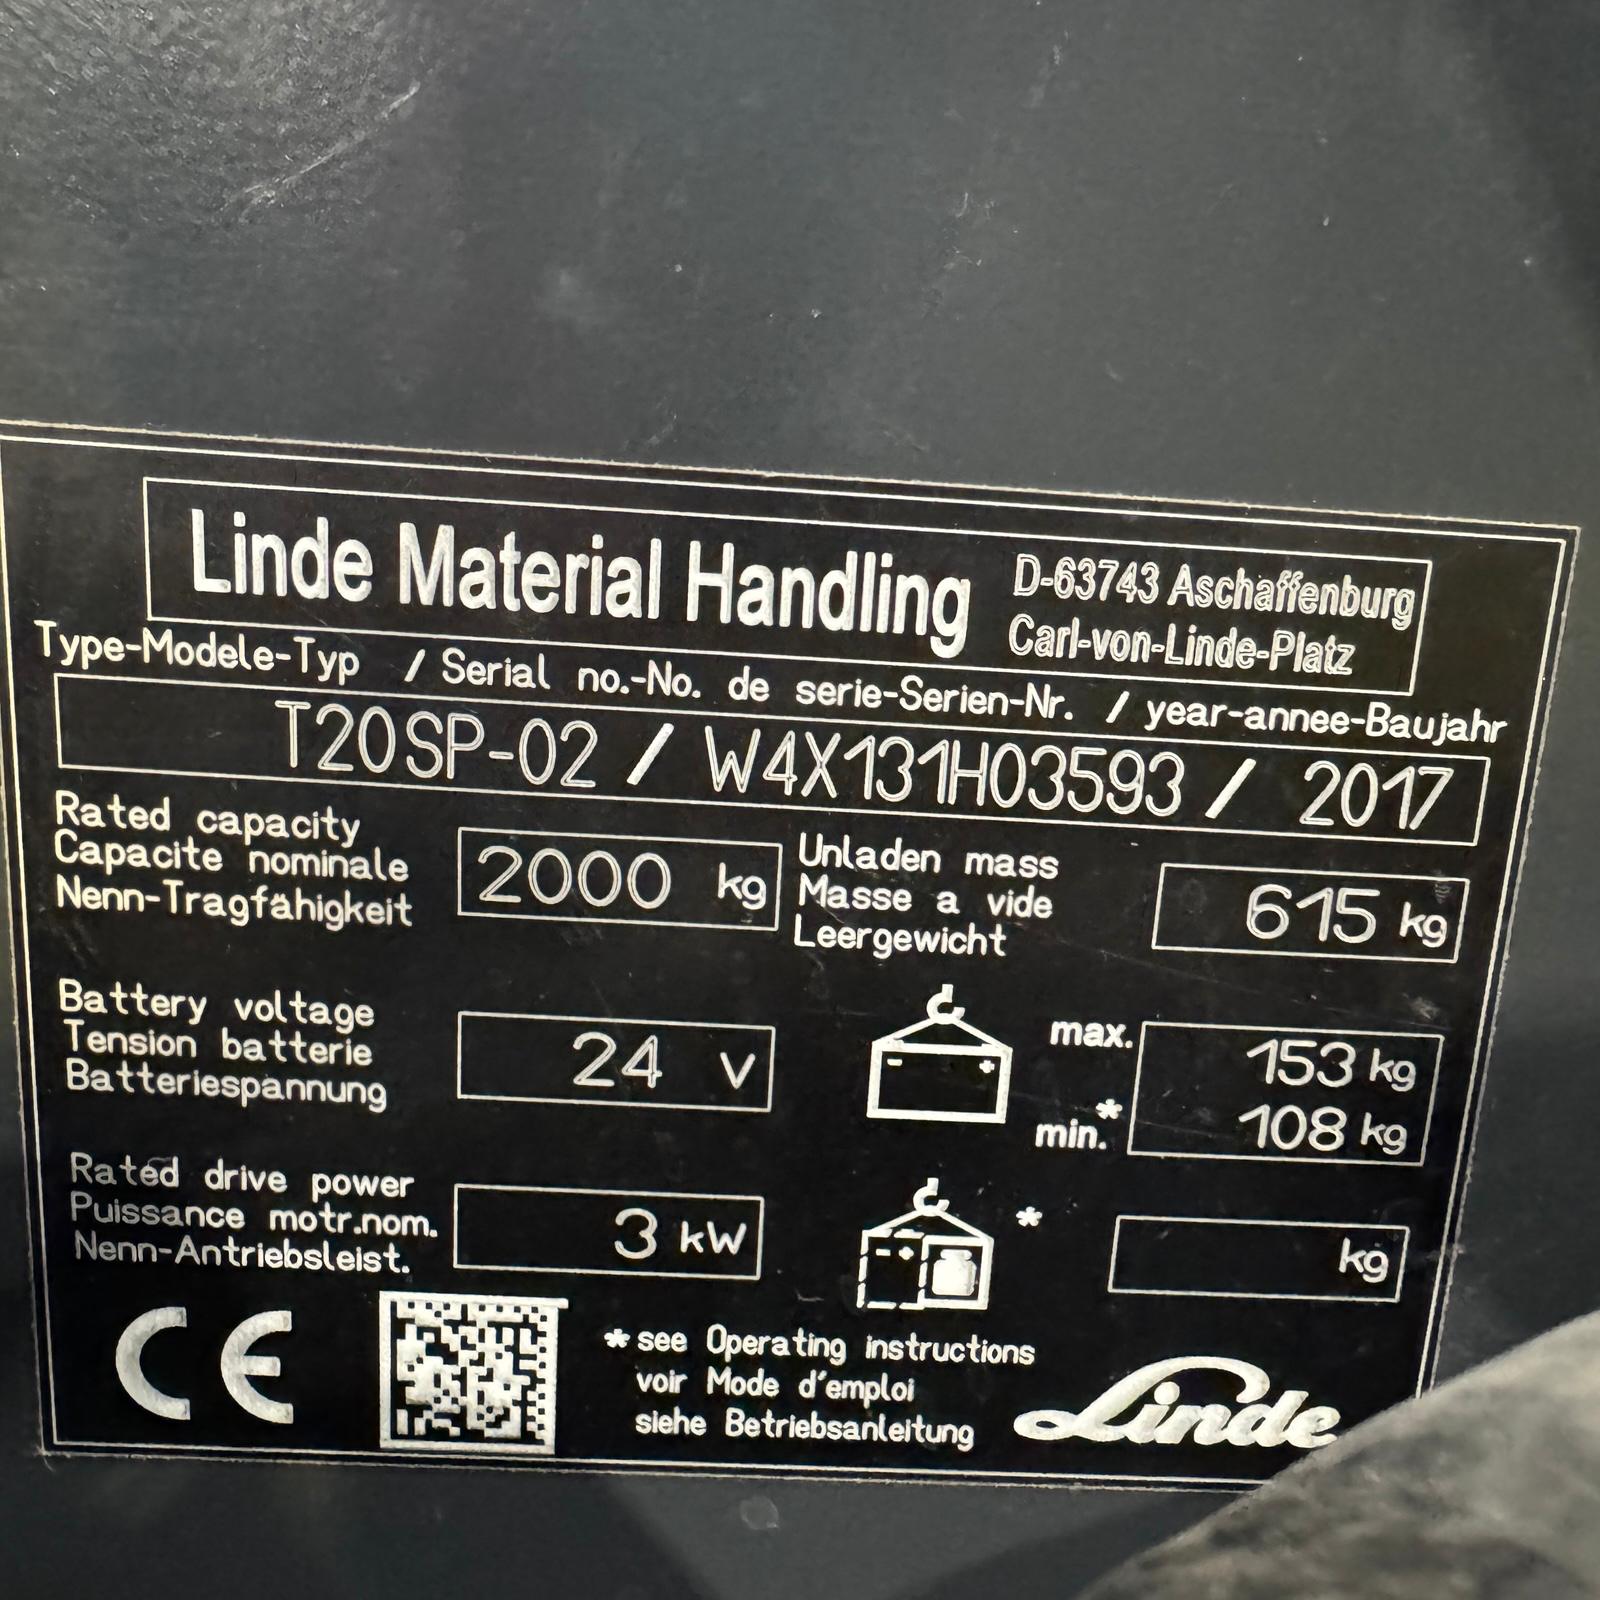 Linde Material Handling D-63743 Aschaffenburg
Carl-von-Linde-Platz
Type-Modele-Typ / Serial no.-No. de serie-Serien-Nr. / year-annee-Baujahr
T20SP-02 / W4X131H03593 / 2017
Rated capacity
Capacite nominale
Nenn-Tragfähigkeit
2000 kg
Unladen mass
Masse a vide
Leergewicht
615 kg
Battery voltage
Tension batterie
Batteriespannung
24 V
- +
max. 153 kg
min.* 108 kg
Rated drive power
Puissance motr.nom.
Nenn-Antriebsleist.
3 kW
- +
* kg
CE
* see Operating instructions
voir Mode d'emploi
siehe Betriebsanleitung
Linde